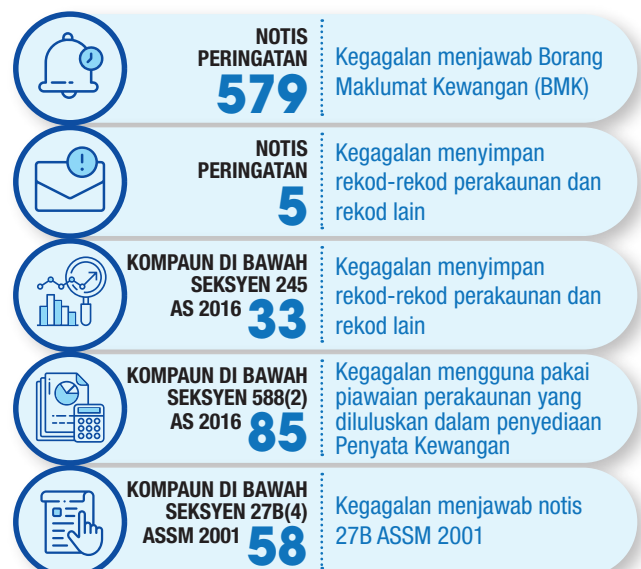 NOTIS
PERINGATAN
579
Kegagalan menjawab Borang
Maklumat Kewangan (BMK)
NOTIS
PERINGATAN
5
Kegagalan menyimpan
rekod-rekod perakaunan dan
rekod lain
KOMPAUN DI BAWAH
SEKSYEN 245
AS 2016 33
Kegagalan menyimpan
rekod-rekod perakaunan dan
rekod lain
KOMPAUN DI BAWAH
SEKSYEN 588(2)
AS 2016 85
Kegagalan mengguna pakai
piawaian perakaunan yang
diluluskan dalam penyediaan
Penyata Kewangan
KOMPAUN DI BAWAH
SEKSYEN 27B(4)
ASSM 2001 58
Kegagalan menjawab notis
27B ASSM 2001